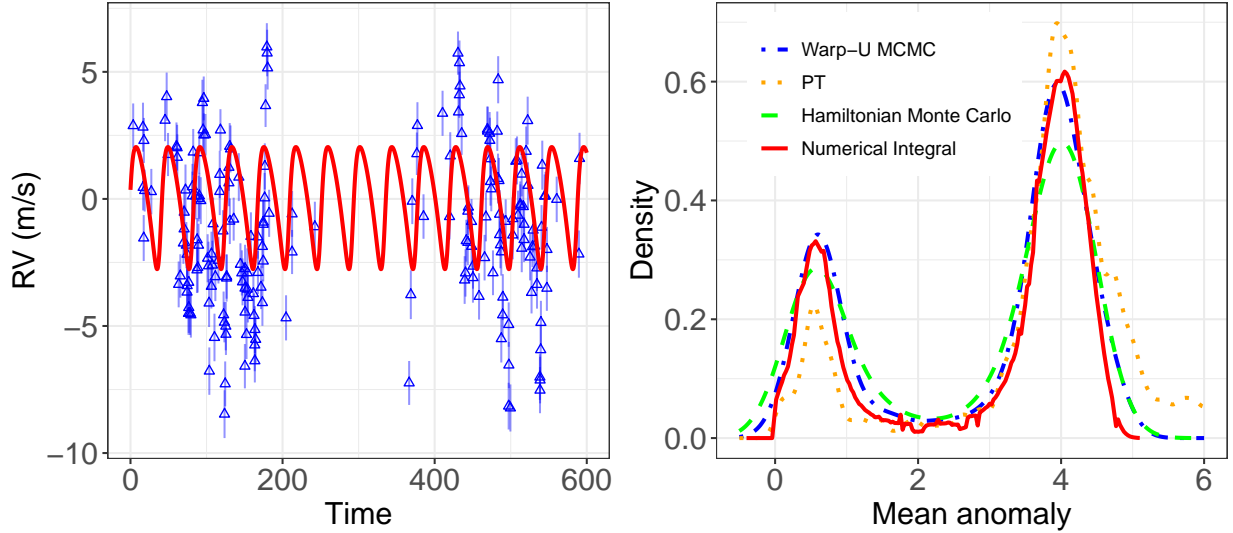 RV (m/s)
5
0
−5
−10
0
200
400
600
Time
Density
0.6
0.4
0.2
0.0
Warp−U MCMC
PT
Hamiltonian Monte Carlo
Numerical Integral
0
2
4
6
Mean anomaly